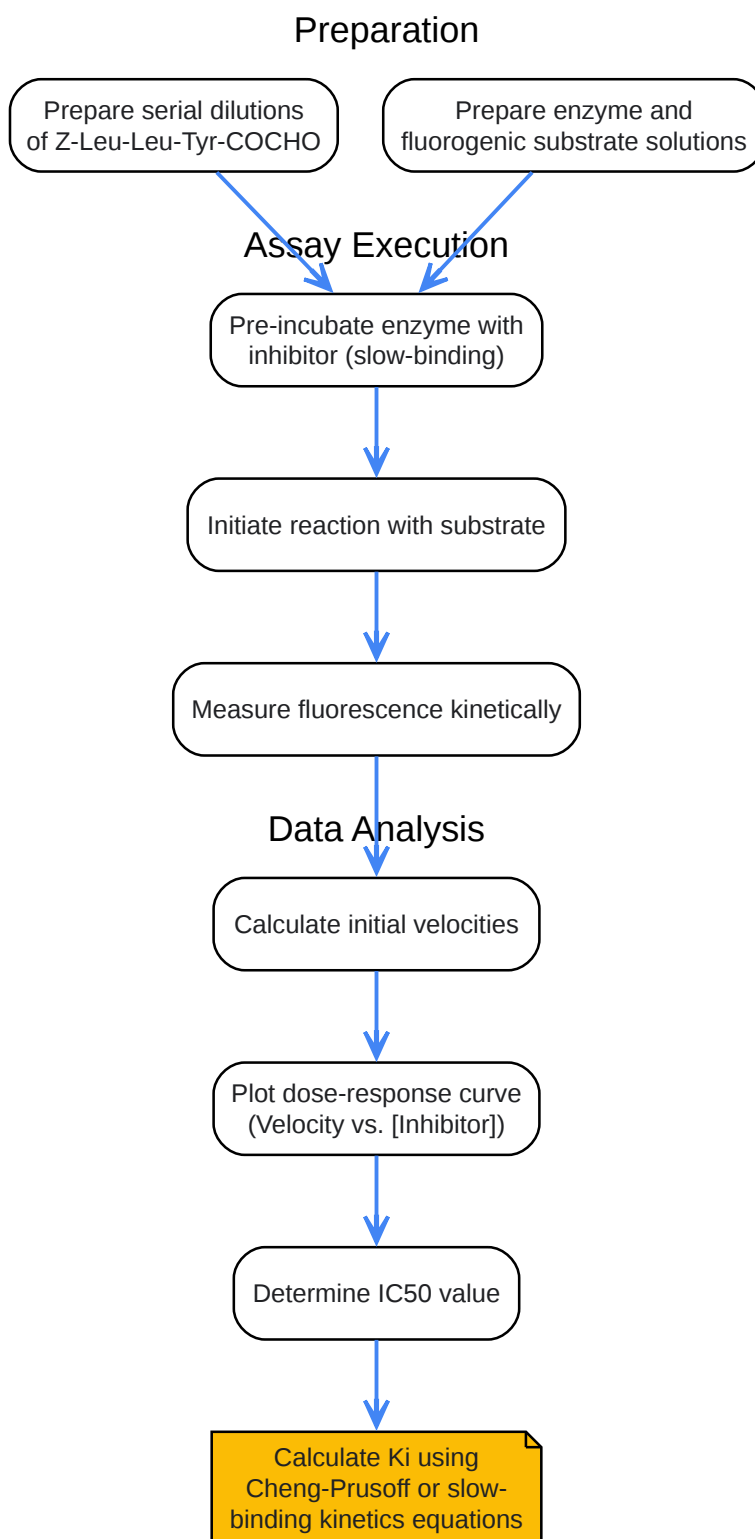 Preparation
Prepare serial dilutions
of Z-Leu-Leu-Tyr-COCHO
Prepare enzyme and
fluorogenic substrate solutions
Assay Execution
Pre-incubate enzyme with
inhibitor (slow-binding)
Initiate reaction with substrate
Measure fluorescence kinetically
Data Analysis
Calculate initial velocities
Plot dose-response curve
(Velocity vs. [Inhibitor])
Determine IC50 value
Calculate Ki using
Cheng-Prusoff or slow-
binding kinetics equations